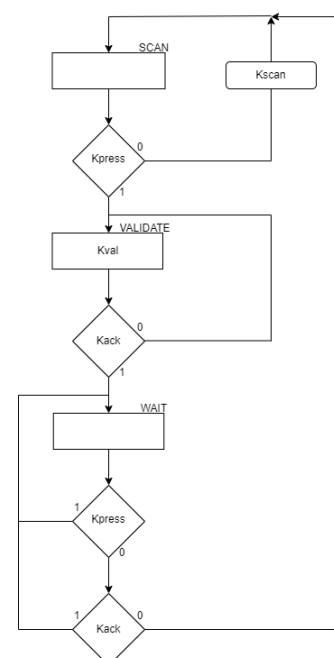 SCAN
Kscan
Kpress
0
1
VALIDATE
Kval
Kack
0
1
WAIT
Kpress
1
0
Kack
1
0